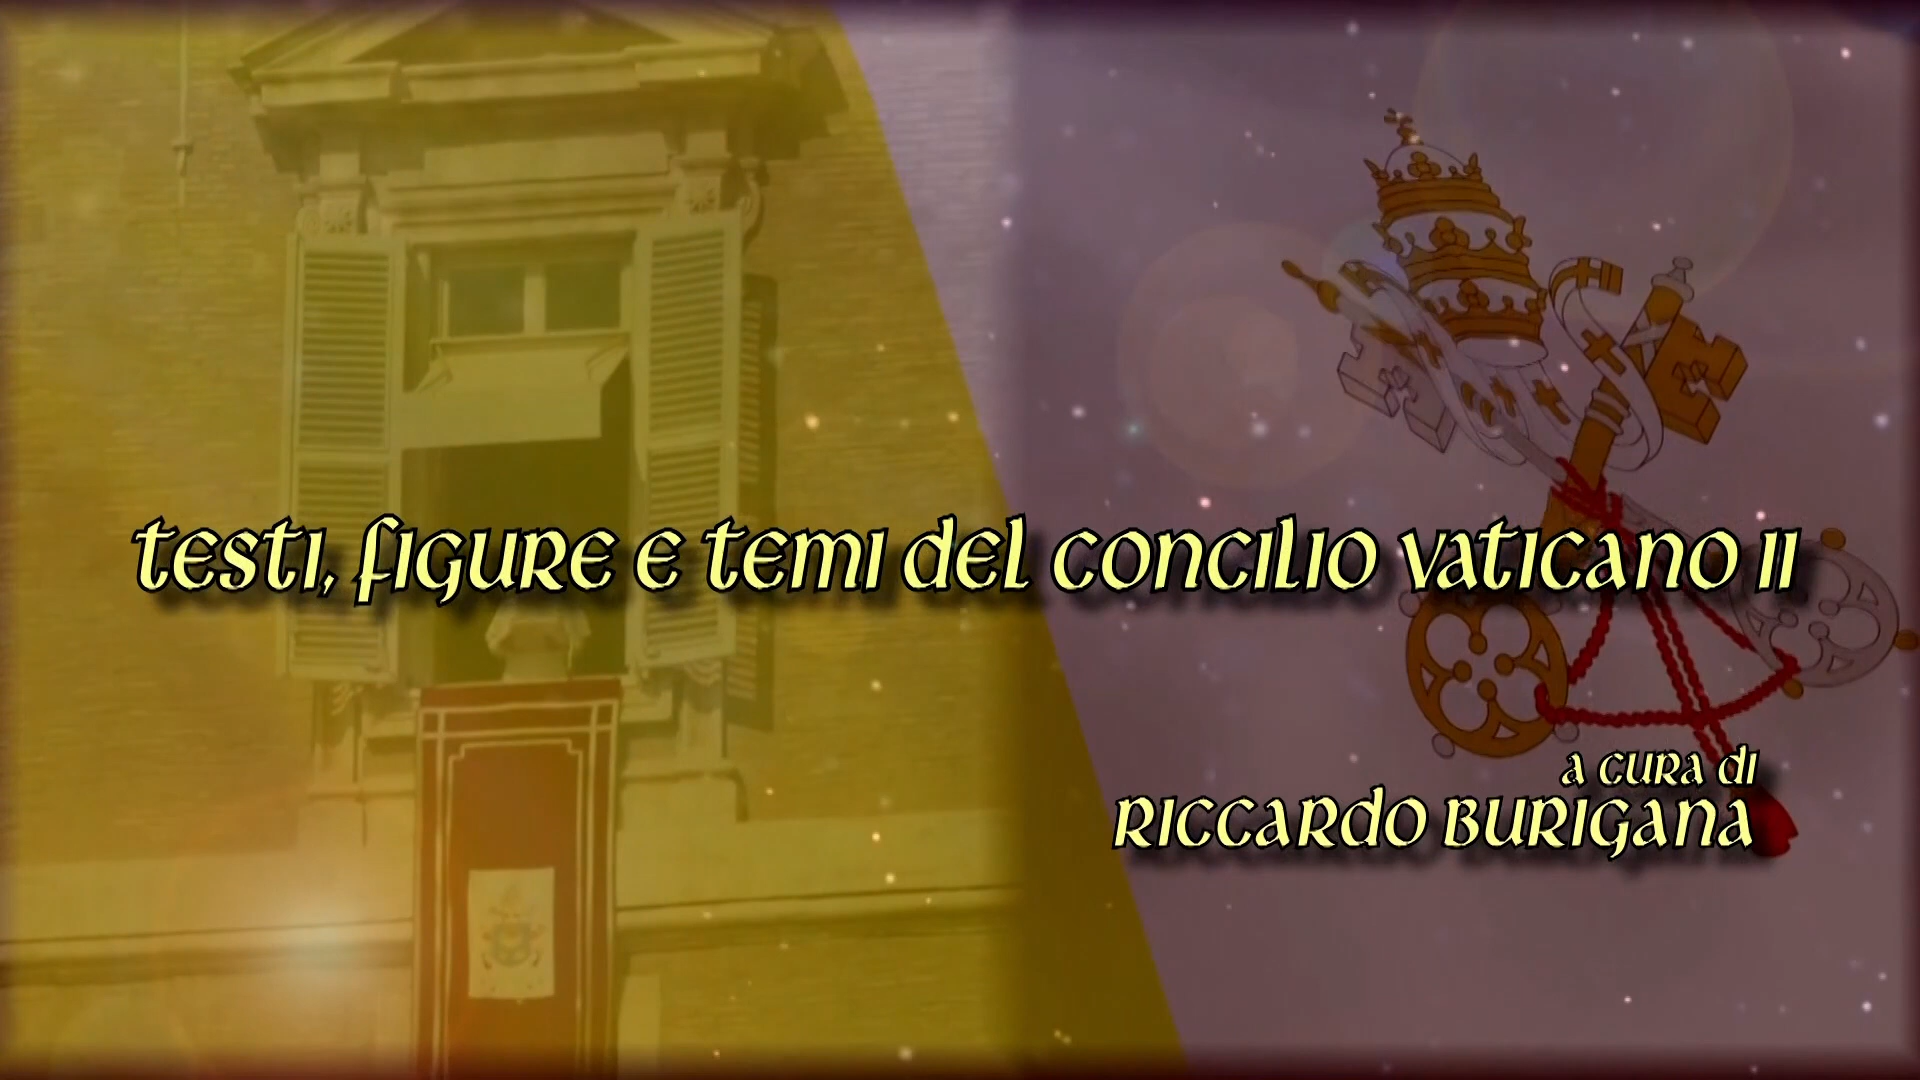 testi, figure e temi del concilio vaticano II
a cura di
Riccardo Burigana